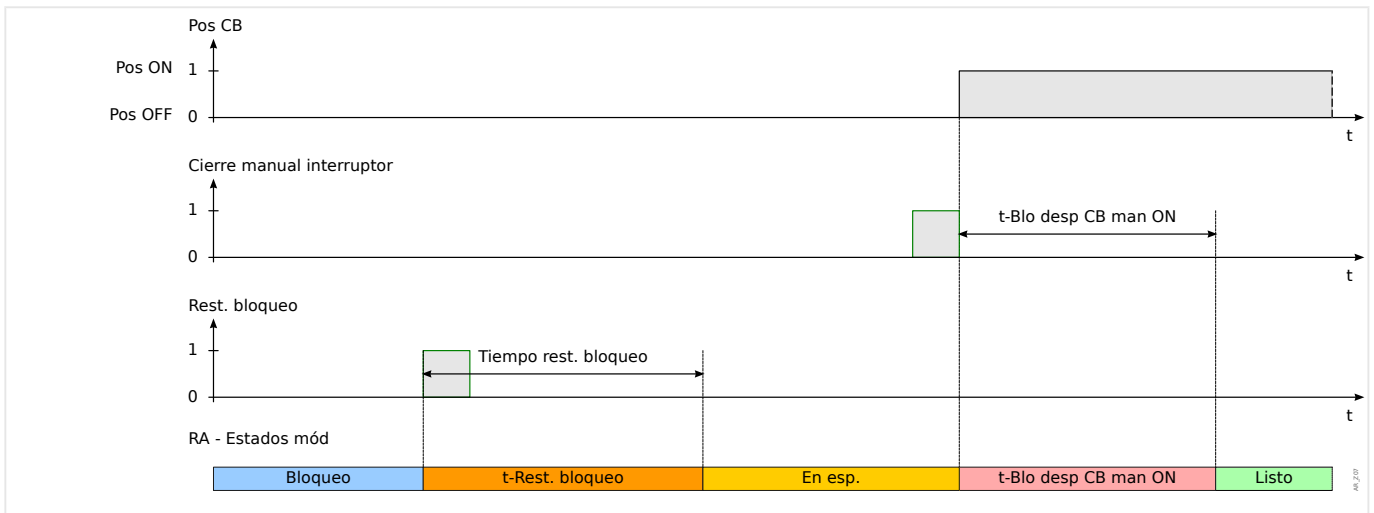 Pos CB
Pos ON 1
Pos OFF 0
t
Cierre manual interruptor
1
t-Blo desp CB man ON
0
t
Rest. bloqueo
1
Tiempo rest. bloqueo
0
t
RA - Estados mód
Bloqueo t-Rest. bloqueo En esp. t-Blo desp CB man ON Listo
AR_Z07